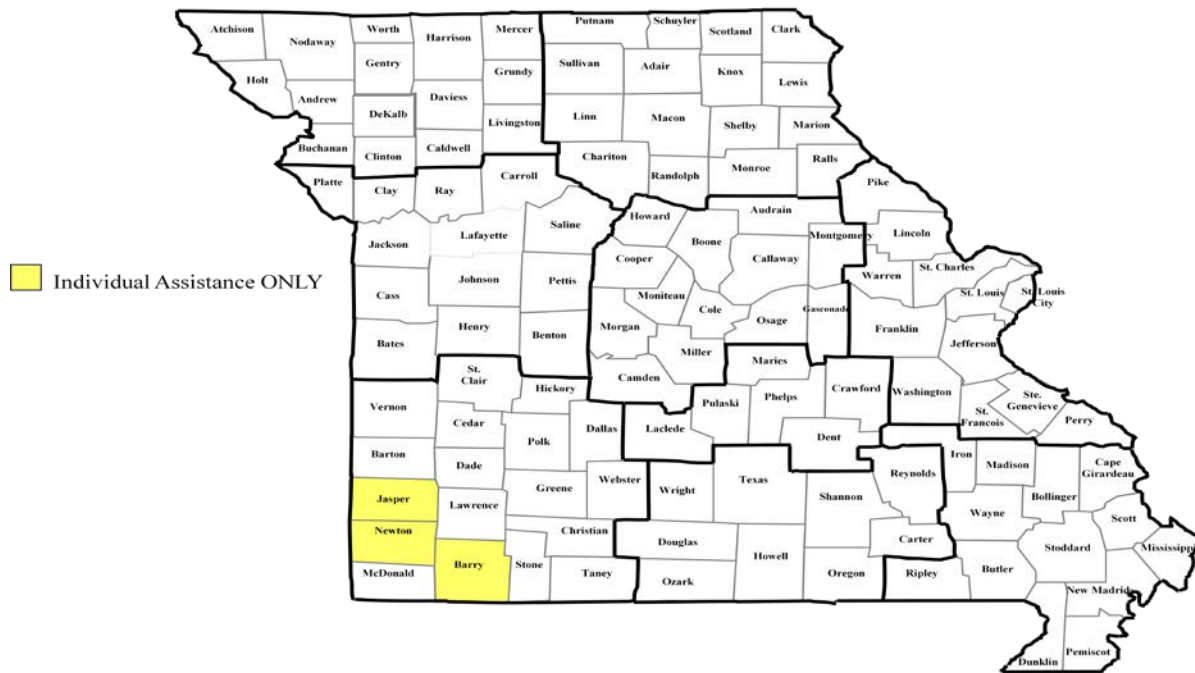 Atchison
Nodaway
Worth
Harrison
Mercer
Putnam
Schuyler
Scotland
Clark
Holt
Gentry
Grundy
Sullivan
Adair
Knox
Lewis
Andrew
DeKalb
Daviess
Livingston
Linn
Macon
Shelby
Marion
Buchanan
Clinton
Caldwell
Chariton
Randolph
Monroe
Ralls
Platte
Clay
Ray
Carroll
Pike
Audrain
Howard
Saline
Boone
Montgomery
Lincoln
Jackson
Lafayette
Cooper
Callaway
Warren
St. Charles
Individual Assistance ONLY
Johnson
Pettis
Moniteau
Cole
Osage
Gasconade
St. Louis
St. Louis
City
Cass
Henry
Benton
Morgan
Miller
Franklin
Jefferson
Bates
St.
Clair
Hickory
Camden
Maries
Crawford
Washington
Ste.
Genevieve
Vernon
Cedar
Polk
Dallas
Laclede
Pulaski
Phelps
Dent
St.
Francois
Perry
Barton
Dade
Greene
Webster
Wright
Texas
Shannon
Reynolds
Iron
Madison
Bollinger
Cape
Girardeau
Jasper
Lawrence
Christian
Wayne
Scott
Newton
Douglas
Howell
Carter
Stoddard
Mississippi
McDonald
Barry
Stone
Taney
Ozark
Oregon
Ripley
Butler
New Madrid
Dunklin
Pemiscot